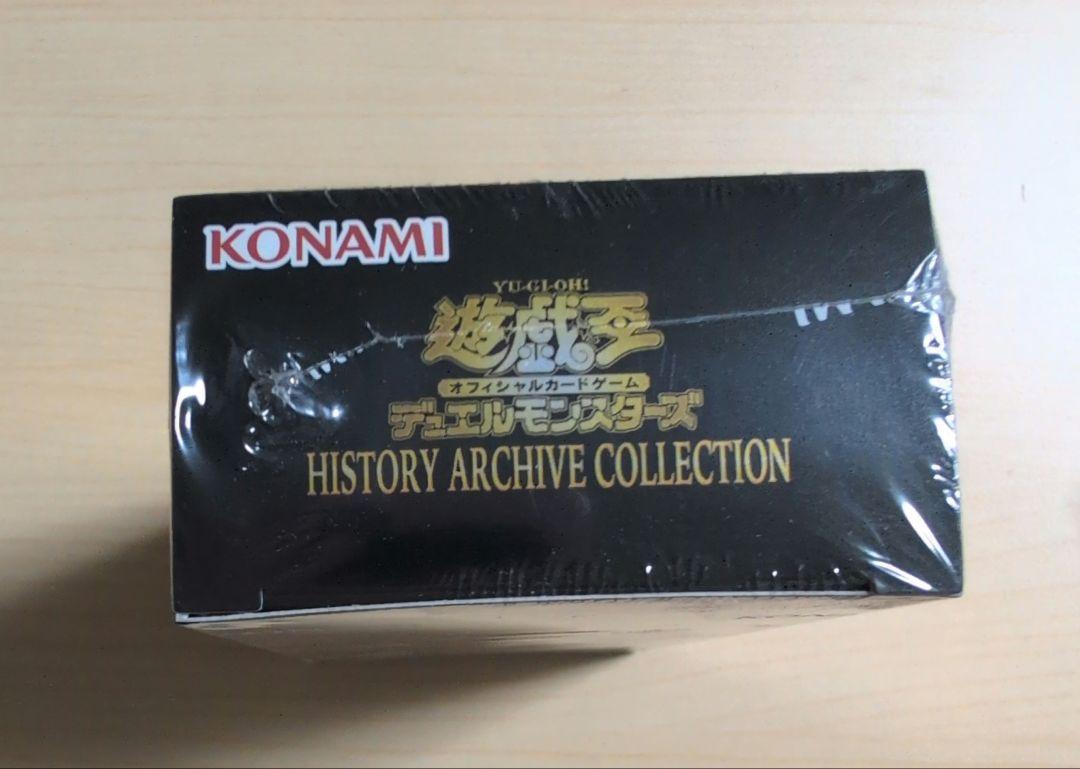 KONAMI
YU-GI-OH!
遊戯王
オフィシャルカードゲーム
デュエルモンスターズ
HISTORY ARCHIVE COLLECTION